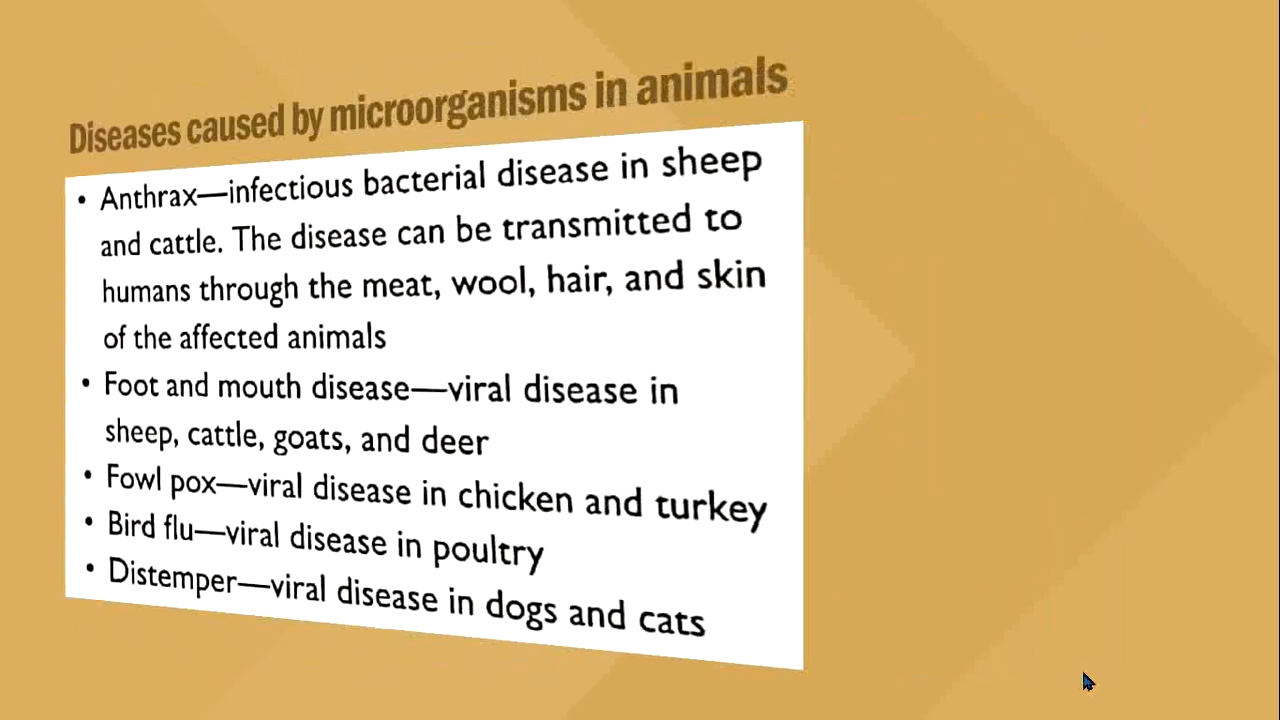 Diseases caused by microorganisms in animals
• Anthrax—infectious bacterial disease in sheep
and cattle. The disease can be transmitted to
humans through the meat, wool, hair, and skin
of the affected animals
• Foot and mouth disease—viral disease in
sheep, cattle, goats, and deer
• Fowl pox—viral disease in chicken and turkey
• Bird flu—viral disease in poultry
• Distemper—viral disease in dogs and cats